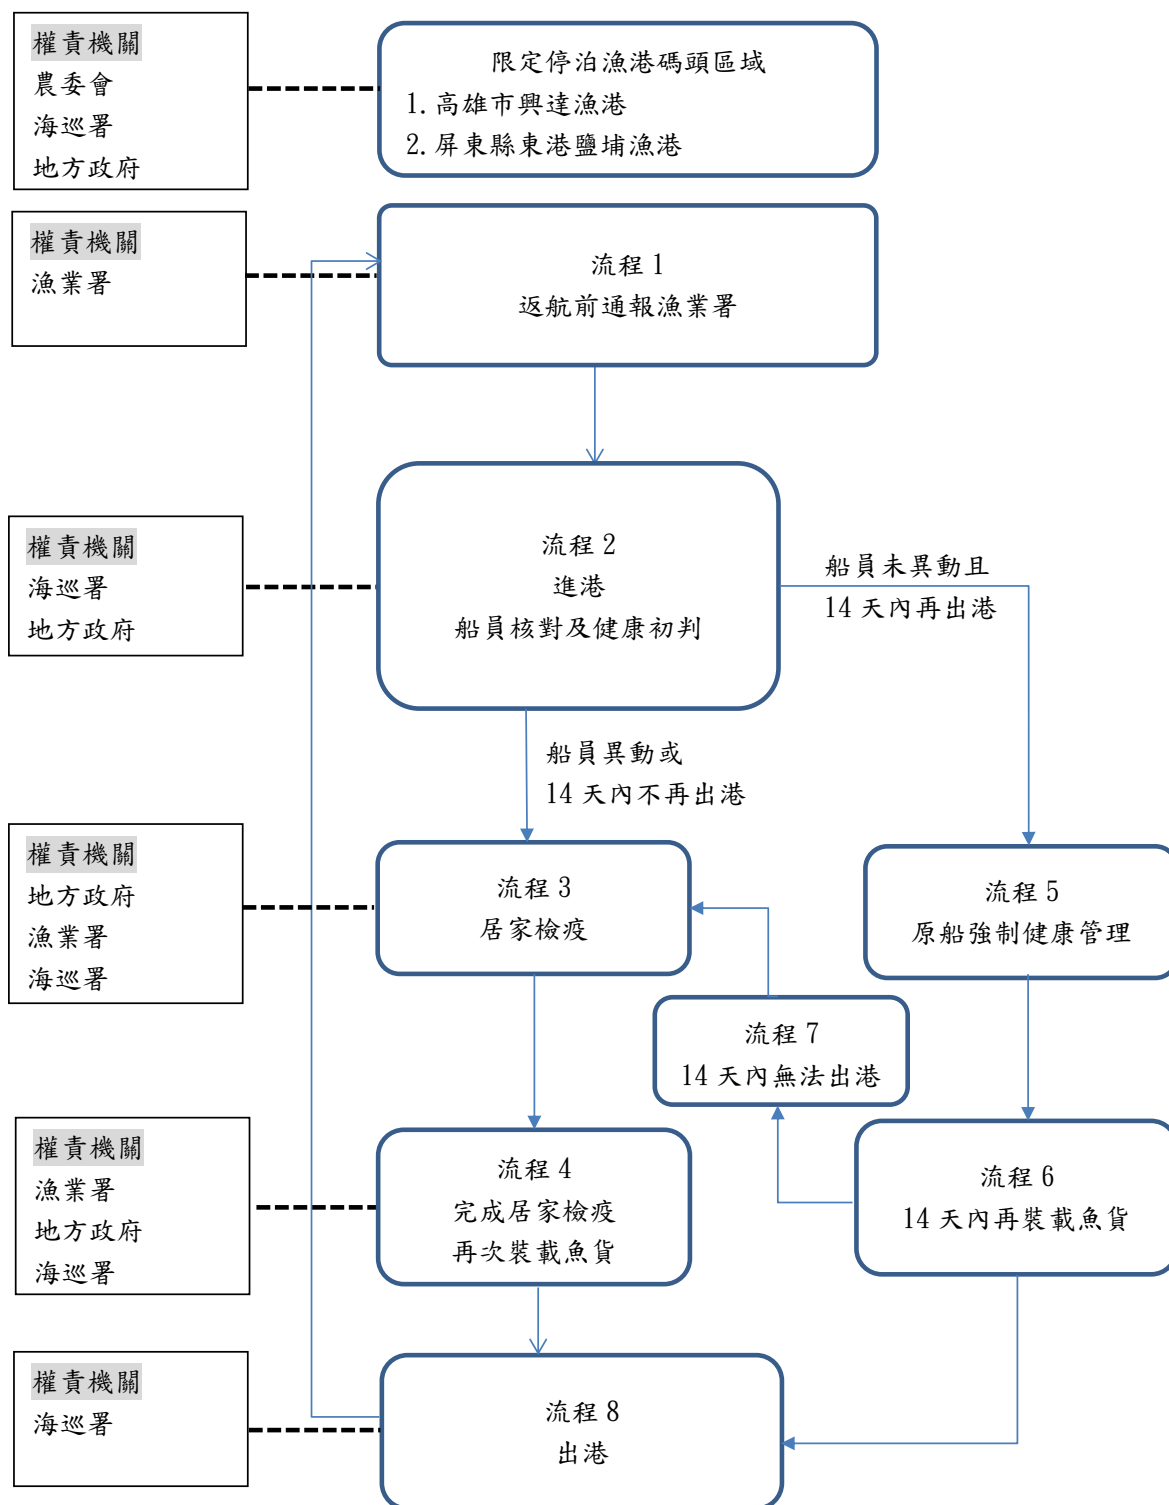 權責機關
農委會
海巡署
地方政府
限定停泊漁港碼頭區域
1.高雄市興達漁港
2.屏東縣東港鹽埔漁港
權責機關
漁業署
流程 1
返航前通報漁業署
權責機關
海巡署
地方政府
流程 2
進港
船員核對及健康初判
船員未異動且
14 天內再出港
船員異動或
14 天內不再出港
權責機關
地方政府
漁業署
海巡署
流程 3
居家檢疫
流程 5
原船強制健康管理
流程 7
14 天內無法出港
權責機關
漁業署
地方政府
海巡署
流程 4
完成居家檢疫
再次裝載魚貨
流程 6
14 天內再裝載魚貨
權責機關
海巡署
流程 8
出港